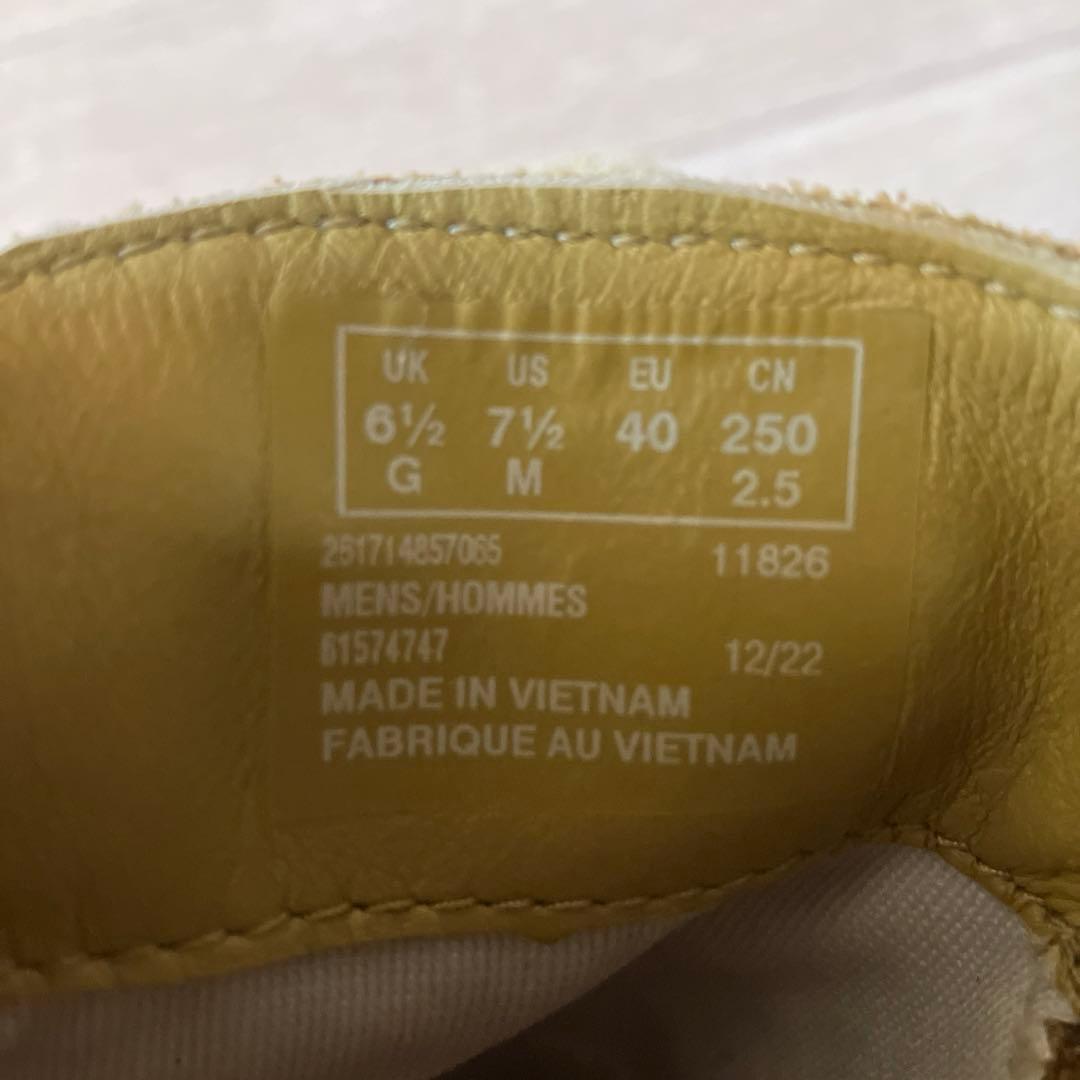 UK US EU CN
6½ 7½ 40 250
G M 2.5
261714857065 11826
MENS/HOMMES
61574747 12/22
MADE IN VIETNAM
FABRIQUE AU VIETNAM